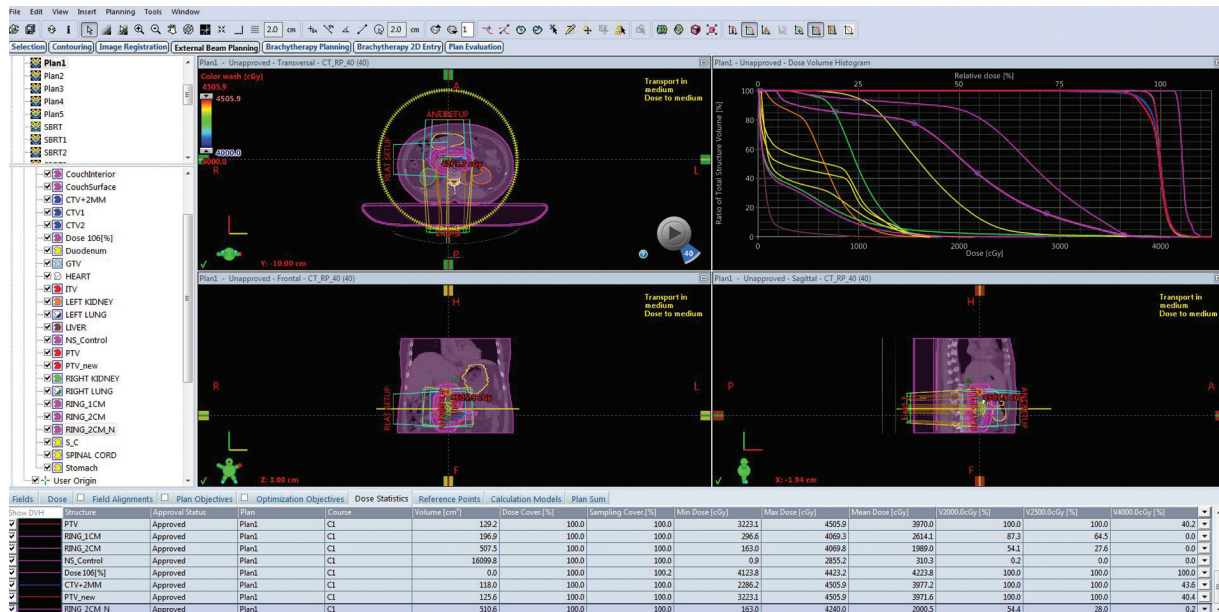 File Edit View Insert Planning Tools Window
2.0 cm 2.0 cm 1
Selection Contouring Image Registration External Beam Planning Brachytherapy Planning Brachytherapy 2D Entry Plan Evaluation
Plan1
Plan2
Plan3
Plan4
Plan5
SBRT
SBRT1
SBRT2
CouchInterior
CouchSurface
CTV+2MM
CTV1
CTV2
Dose 106[%]
Duodenum
GTV
HEART
ITV
LEFT KIDNEY
LEFT LUNG
LIVER
NS_Control
PTV
PTV_new
RIGHT KIDNEY
RIGHT LUNG
RING_1CM
RING_2CM
RING_2CM_N
S_C
SPINAL CORD
Stomach
User Origin
Plan1 - Unapproved - Transversal - CT_RP_40 (40)
Color wash [cGy]
4505.9
4505.9
4000.0
4000.0
Transport in
medium
Dose to medium
A
ANT SETUP
RLAT SETUP
R
L
P
Y: -10.00 cm
40
Plan1 - Unapproved - Dose Volume Histogram
Relative dose [%]
0 25 50 75 100
Ratio of Total Structure Volume [%]
100
80
60
40
20
0
0 1000 2000 3000 4000
Dose [cGy]
Plan1 - Unapproved - Frontal - CT_RP_40 (40)
H
Transport in
medium
Dose to medium
R
L
RLAT SETUP
F
Z: 3.00 cm
Plan1 - Unapproved - Sagittal - CT_RP_40 (40)
H
Transport in
medium
Dose to medium
P
A
ANT SETUP
F
X: -1.94 cm
Fields Dose Field Alignments Plan Objectives Optimization Objectives Dose Statistics Reference Points Calculation Models Plan Sum
Show DVH Structure Approval Status Plan Course Volume [cm³] Dose Cover.[%] Sampling Cover.[%] Min Dose [cGy] Max Dose [cGy] Mean Dose [cGy] V2000.0cGy [%] V2500.0cGy [%] V4000.0cGy [%]
PTV Approved Plan1 C1 129.2 100.0 100.0 3223.1 4505.9 3970.0 100.0 100.0 40.2
RING_1CM Approved Plan1 C1 196.9 100.0 100.0 296.6 4069.3 2614.1 87.3 64.5 0.0
RING_2CM Approved Plan1 C1 507.5 100.0 100.0 163.0 4069.8 1989.0 54.1 27.6 0.0
NS_Control Approved Plan1 C1 16099.8 100.0 100.0 0.9 2855.2 310.3 0.2 0.0 0.0
Dose 106[%] Approved Plan1 C1 0.0 100.0 100.2 4123.8 4423.2 4223.8 100.0 100.0 100.0
CTV+2MM Approved Plan1 C1 118.0 100.0 100.0 2286.2 4505.9 3977.2 100.0 100.0 43.6
PTV_new Approved Plan1 C1 125.6 100.0 100.0 3223.1 4505.9 3971.6 100.0 100.0 40.4
RING_2CM_N Approved Plan1 C1 510.6 100.0 100.0 163.0 4240.0 2000.5 54.4 28.0 0.2